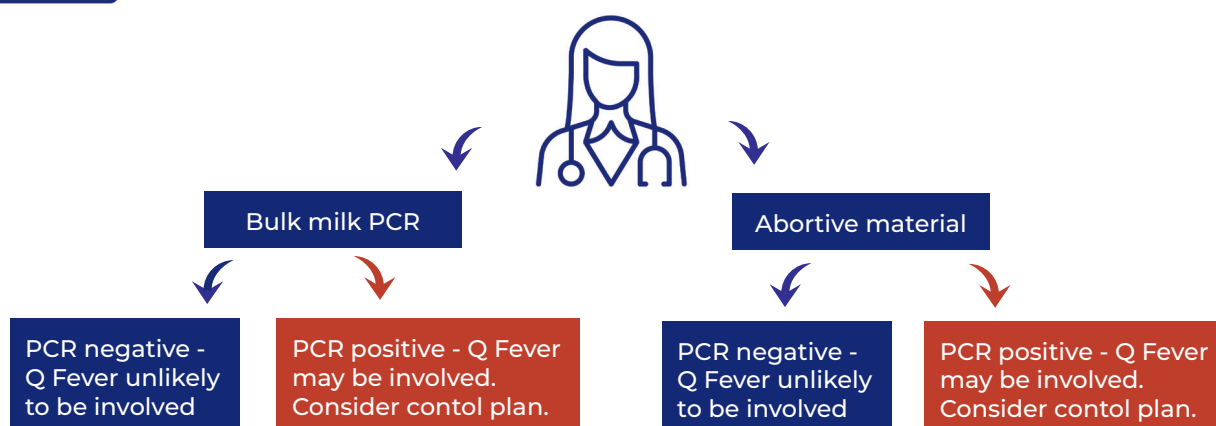 Bulk milk PCR
Abortive material
PCR negative -
Q Fever unlikely
to be involved
PCR positive - Q Fever
may be involved.
Consider contol plan.
PCR negative -
Q Fever unlikely
to be involved
PCR positive - Q Fever
may be involved.
Consider contol plan.